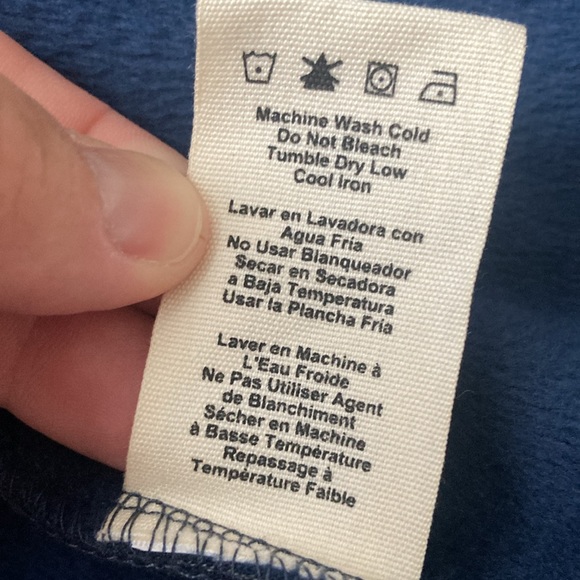 Machine Wash Cold
Do Not Bleach
Tumble Dry Low
Cool Iron
Lavar en Lavadora con
Agua Fria
No Usar Blanqueador
Secar en Secadora
a Baja Temperatura
Usar la Plancha Fria
Laver en Machine à
L'Eau Froide
Ne Pas Utiliser Agent
de Blanchiment
Sécher en Machine
à Basse Température
Repassage à
Température Faible